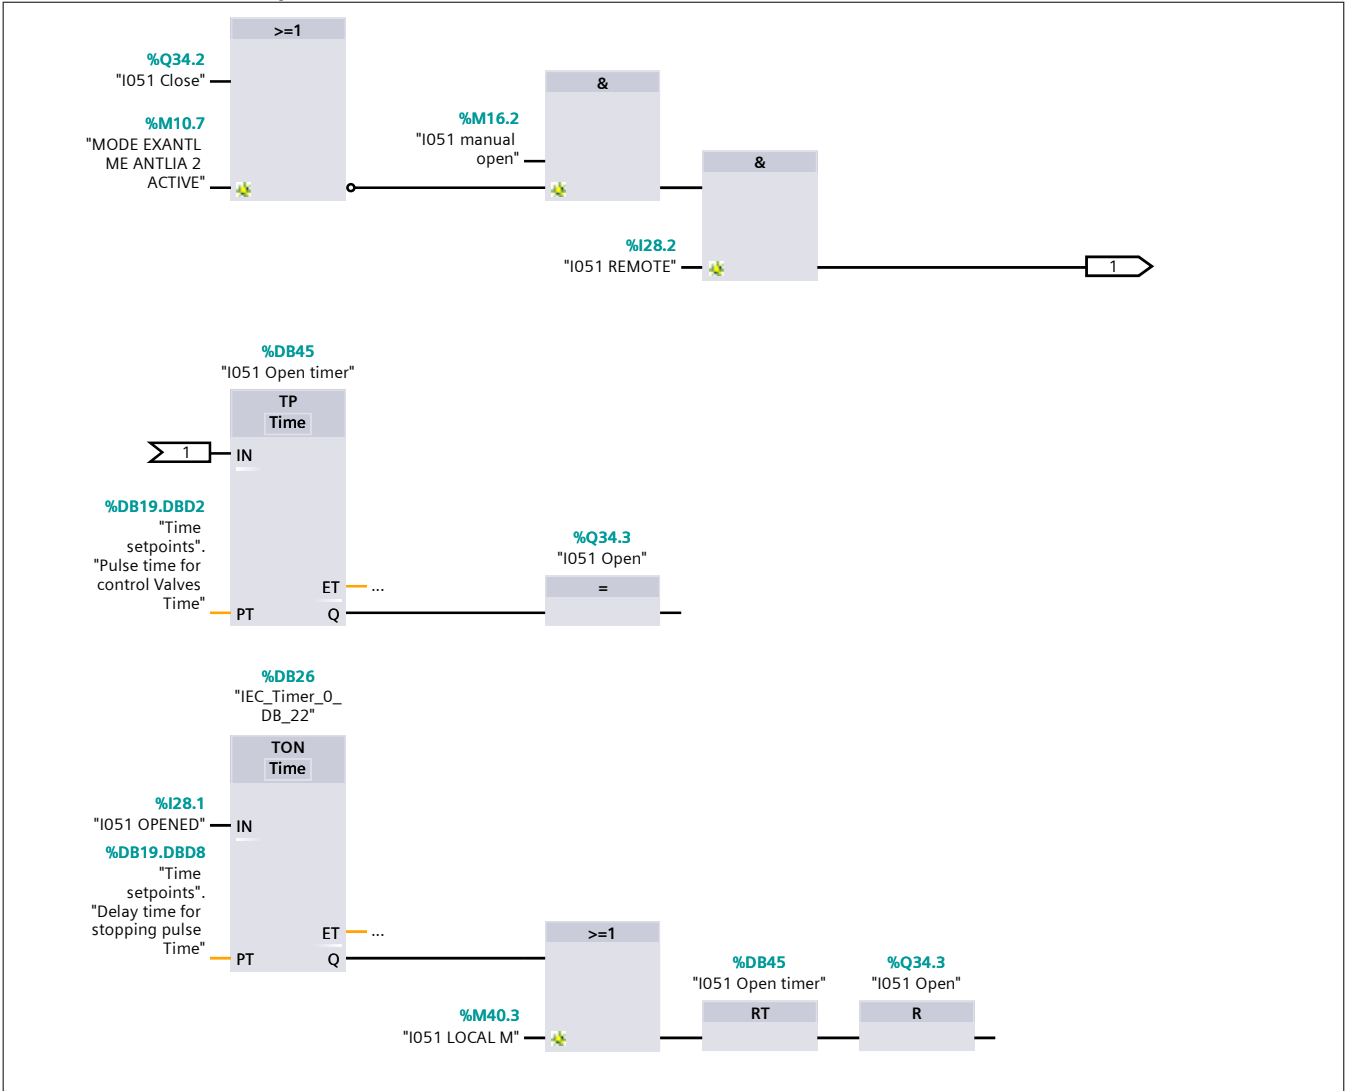 >=1
%Q34.2
"I051 Close"
%M10.7
"MODE EXANTL
ME ANTLIA 2
ACTIVE"
&
%M16.2
"I051 manual
open"
&
%I28.2
"I051 REMOTE"
1
%DB45
"I051 Open timer"
TP
Time
1
IN
%DB19.DBD2
"Time
setpoints".
"Pulse time for
control Valves
Time"
PT
ET
...
Q
%Q34.3
"I051 Open"
=
%DB26
"IEC_Timer_0_
DB_22"
TON
Time
%I28.1
"I051 OPENED"
IN
%DB19.DBD8
"Time
setpoints".
"Delay time for
stopping pulse
Time"
PT
ET
...
Q
>=1
%M40.3
"I051 LOCAL M"
%DB45
"I051 Open timer"
RT
%Q34.3
"I051 Open"
R